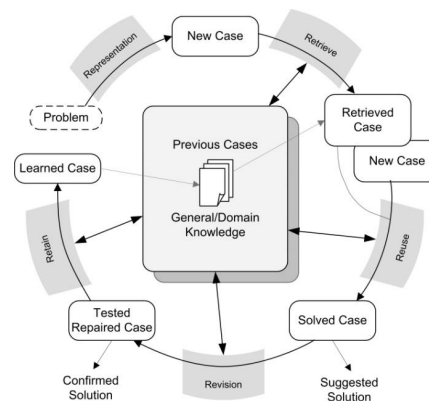 New Case
Representation
Retrieve
Problem
Retrieved
Case
New Case
Previous Cases
General/Domain
Knowledge
Learned Case
Retain
Reuse
Tested
Repaired Case
Solved Case
Revision
Confirmed
Solution
Suggested
Solution